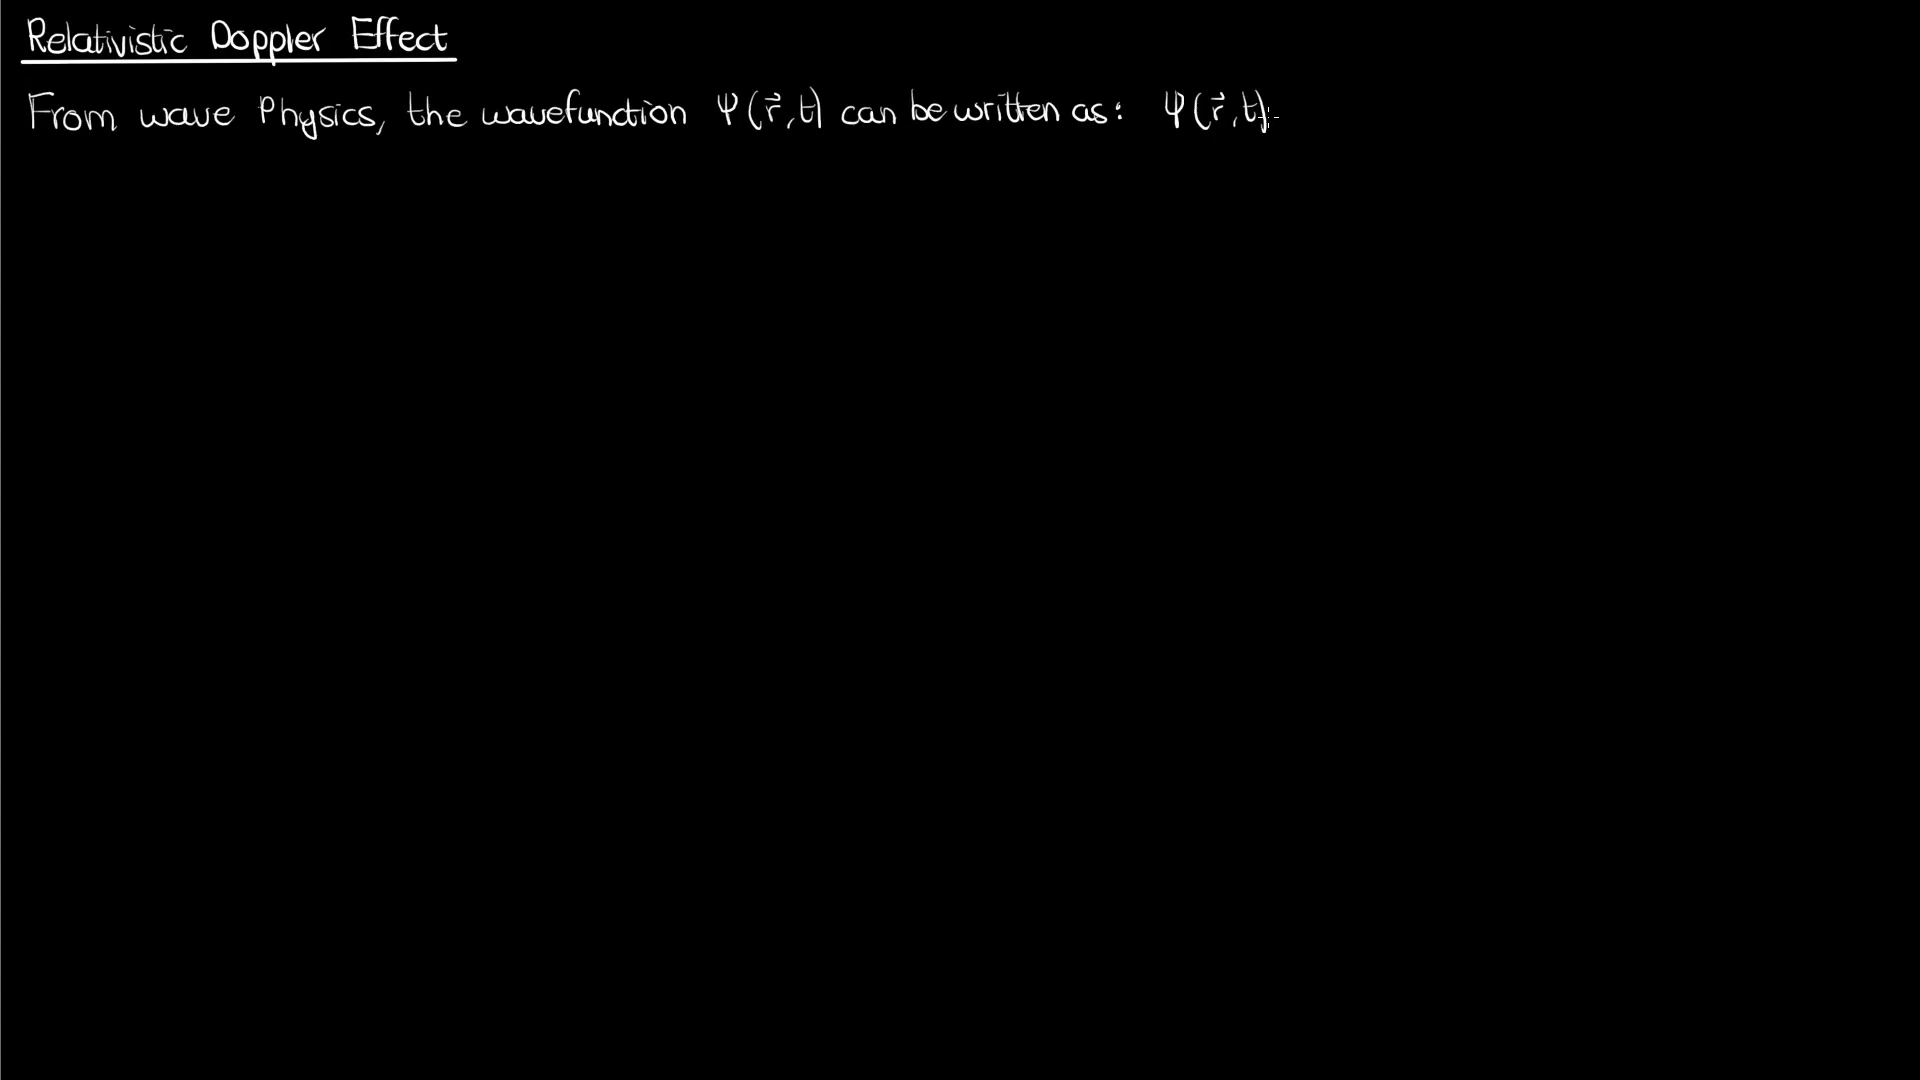 Relativistic Doppler Effect
From wave Physics, the wavefunction Ψ(r⃗,t) can be written as: Ψ(r⃗,t)